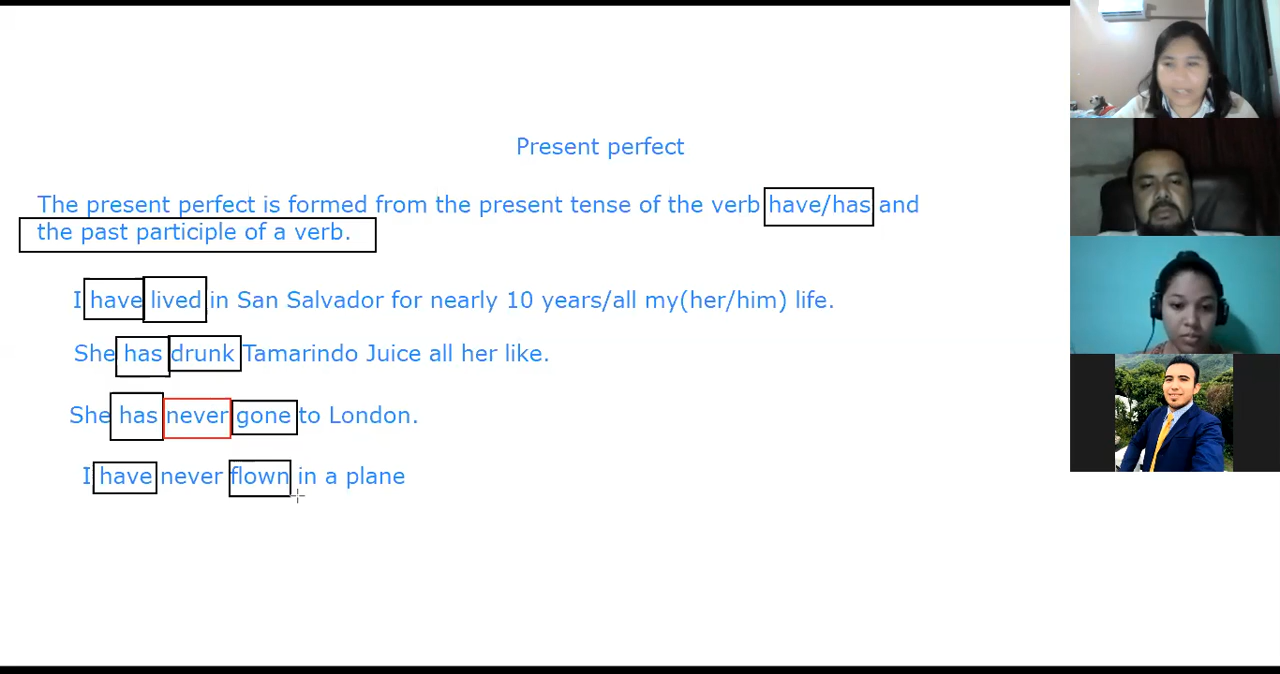 Present perfect
The present perfect is formed from the present tense of the verb have/has and
the past participle of a verb.
I have lived in San Salvador for nearly 10 years/all my(her/him) life.
She has drunk Tamarindo Juice all her like.
She has never gone to London.
I have never flown in a plane